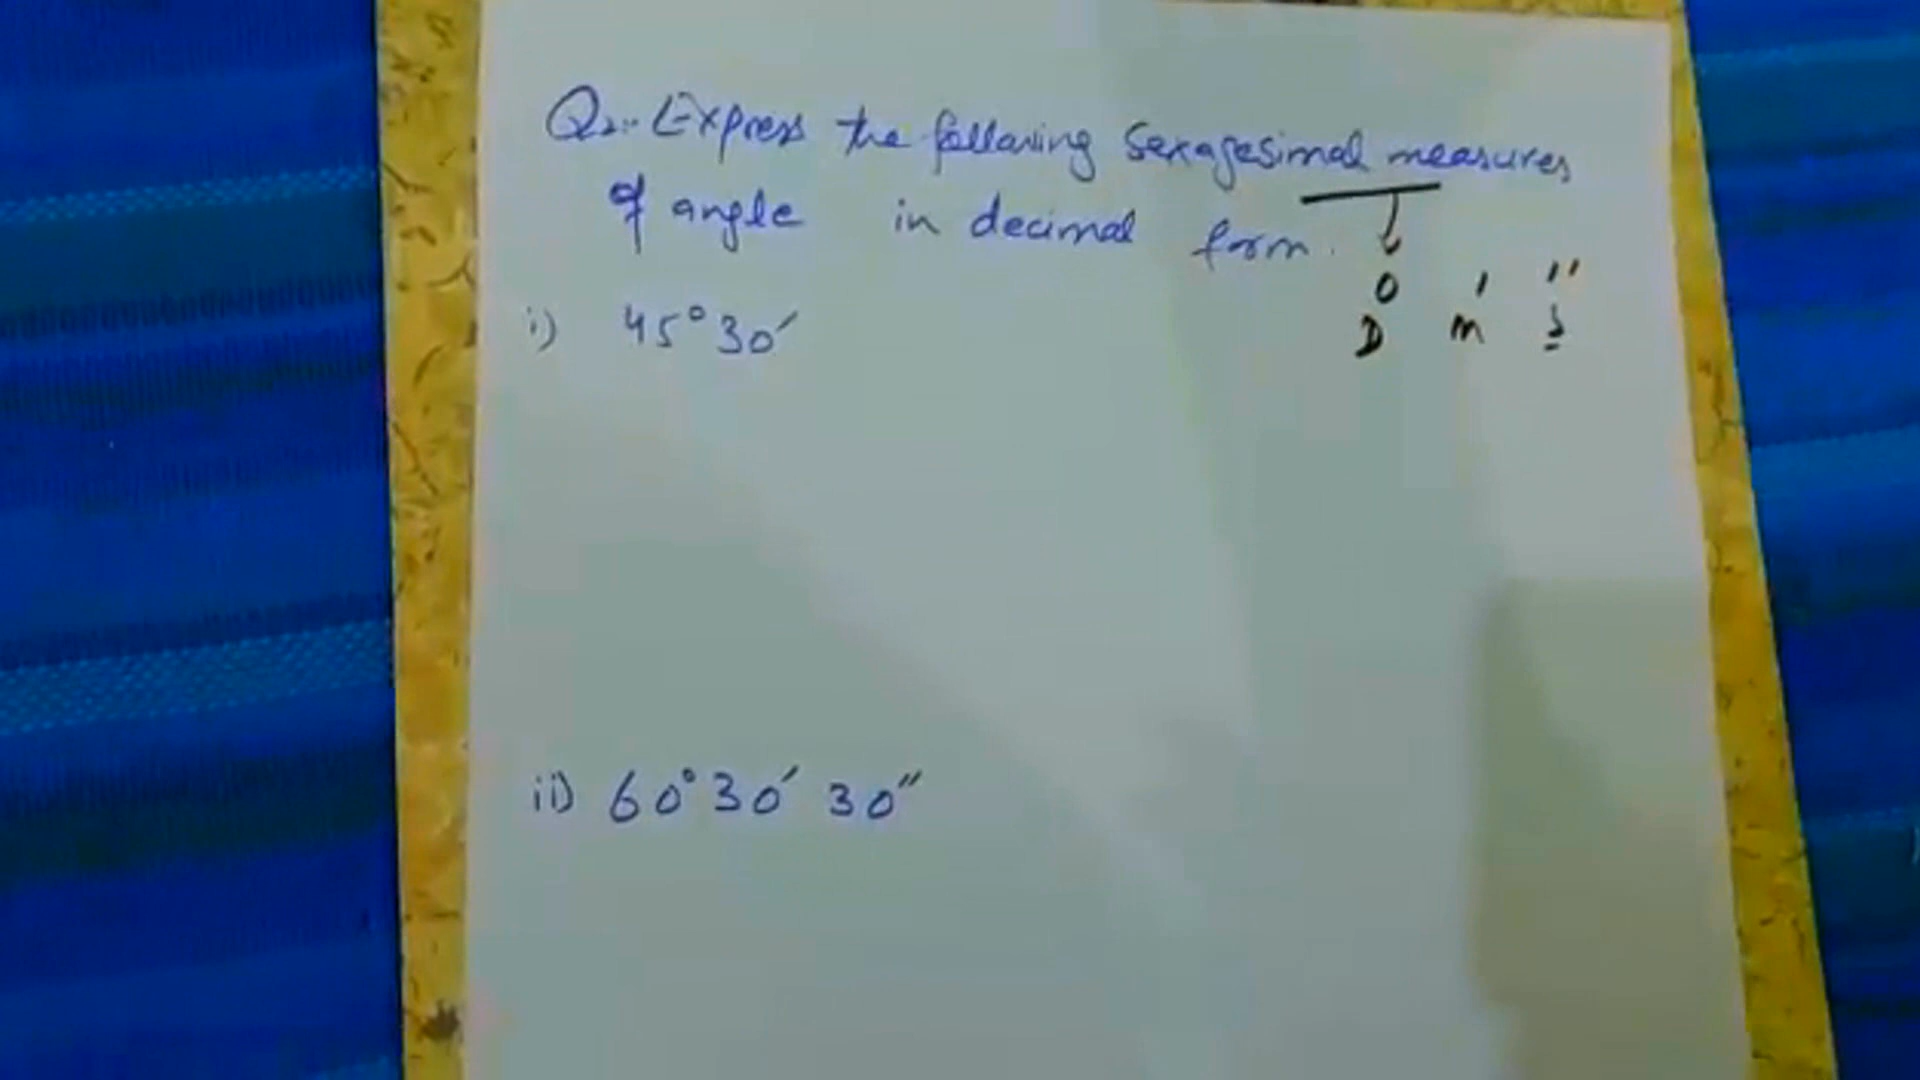 Q2:- Express the following Sexagesimal measures
of angle in decimal form.
O ′ ″
D m S
i) 45° 30′
ii) 60° 30′ 30″